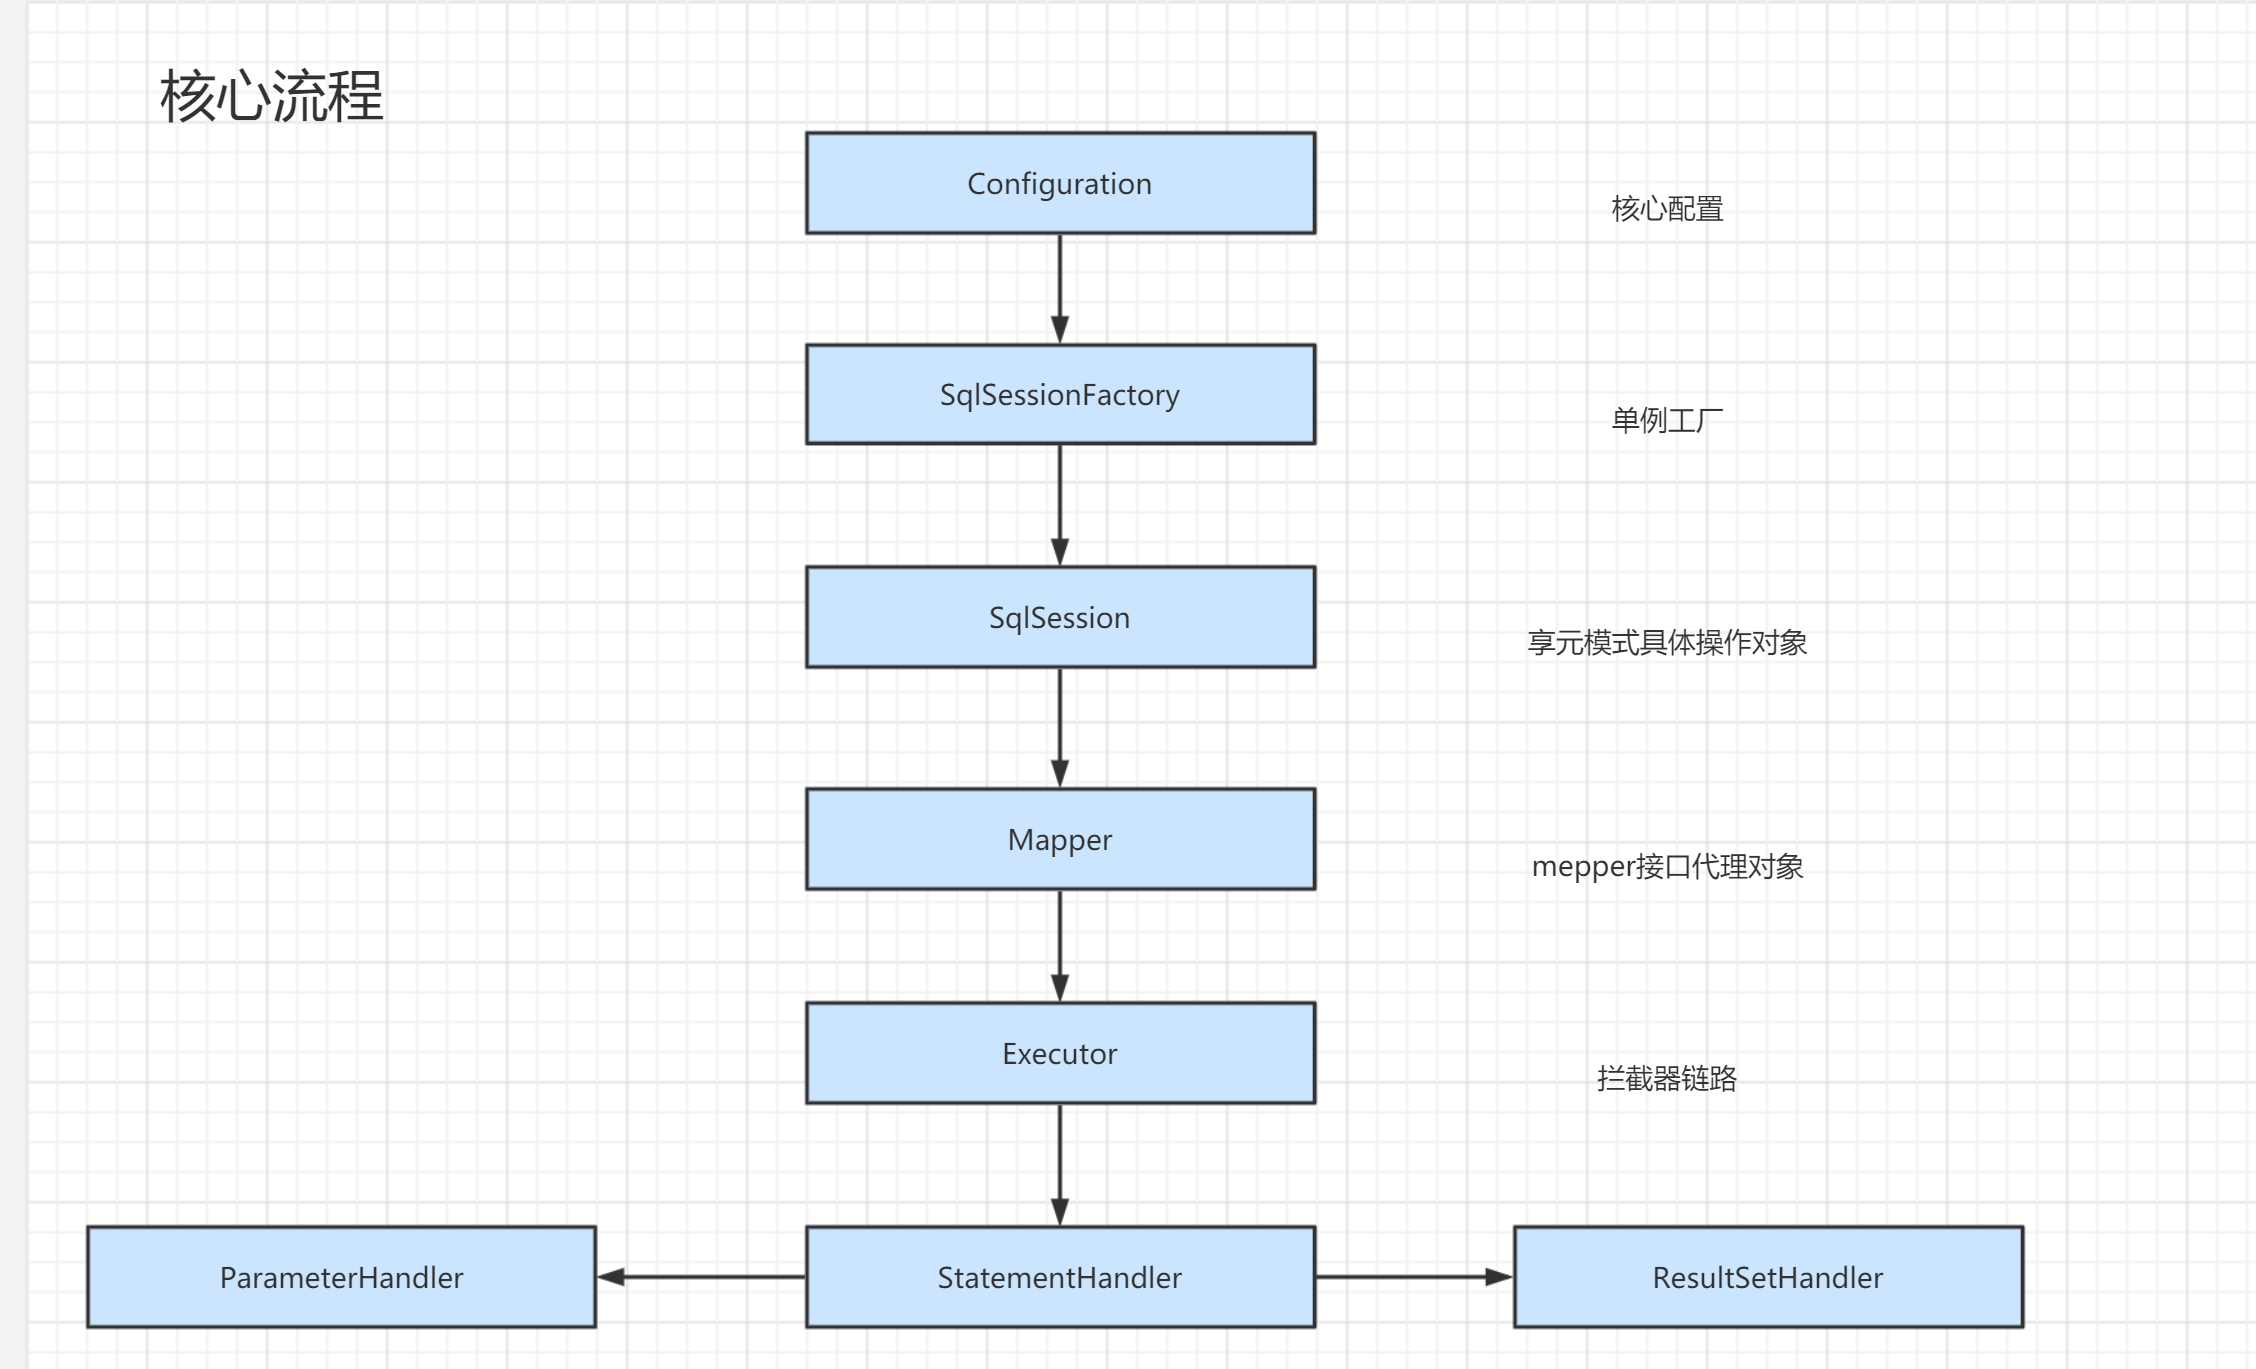 核心流程
Configuration
核心配置
SqlSessionFactory
单例工厂
SqlSession
享元模式具体操作对象
Mapper
mepper接口代理对象
Executor
拦截器链路
ParameterHandler
StatementHandler
ResultSetHandler